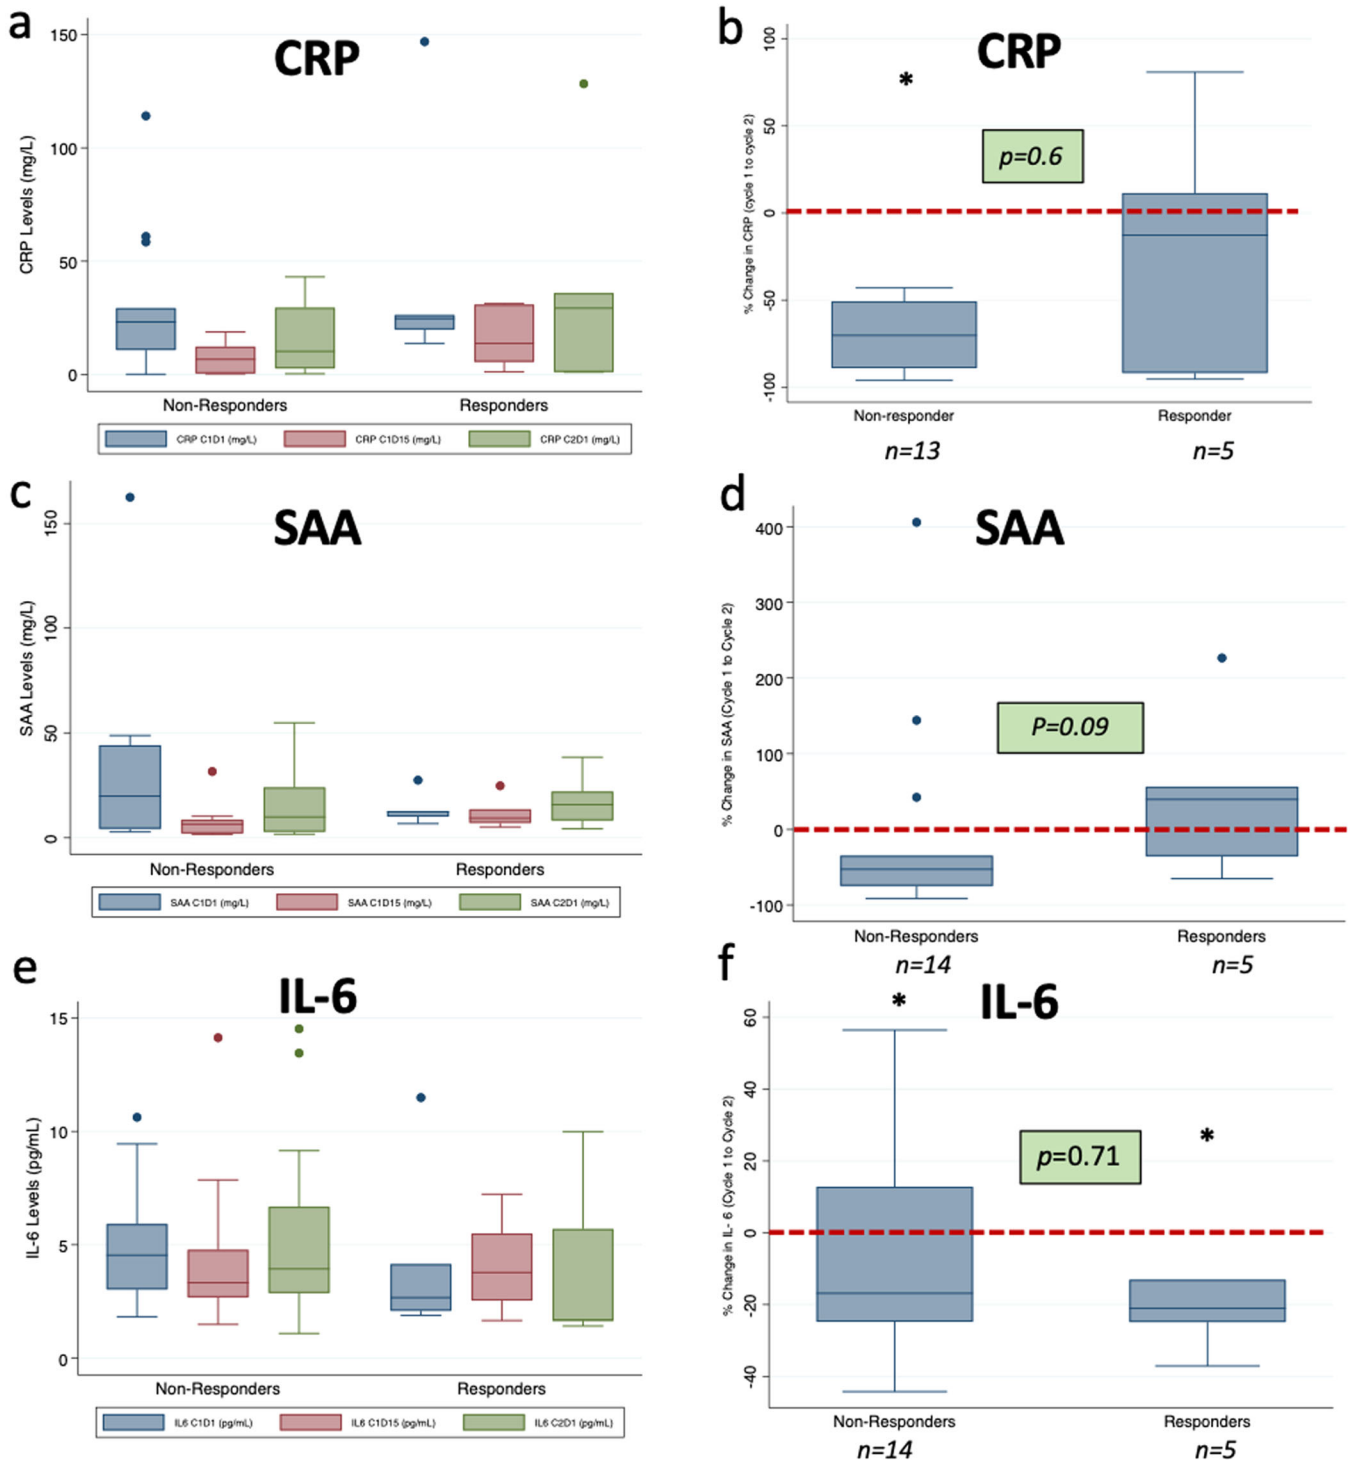 a
CRP
CRP Levels (mg/L)
150
100
50
0
Non-Responders Responders
CRP C1D1 (mg/L) CRP C1D15 (mg/L) CRP C2D1 (mg/L)
b
CRP
% Change in CRP (cycle 1 to cycle 2)
100
50
0
-50
-100
*
p=0.6
Non-responder Responder
n=13 n=5
c
SAA
SAA Levels (mg/L)
150
100
50
0
Non-Responders Responders
SAA C1D1 (mg/L) SAA C1D15 (mg/L) SAA C2D1 (mg/L)
d
SAA
% Change in SAA (Cycle 1 to Cycle 2)
400
300
200
100
0
-100
P=0.09
Non-Responders Responders
n=14 n=5
e
IL-6
IL-6 Levels (pg/mL)
15
10
5
0
Non-Responders Responders
IL6 C1D1 (pg/mL) IL6 C1D15 (pg/mL) IL6 C2D1 (pg/mL)
f
IL-6
% Change in IL- 6 (Cycle 1 to Cycle 2)
60
40
20
0
-20
-40
*
*
p=0.71
Non-Responders Responders
n=14 n=5